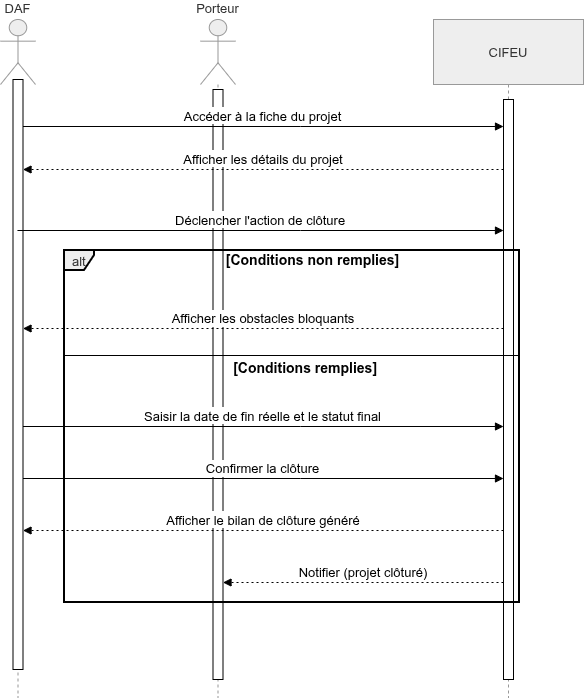 DAF
Porteur
CIFEU
Accéder à la fiche du projet
Afficher les détails du projet
Déclencher l'action de clôture
alt
[Conditions non remplies]
Afficher les obstacles bloquants
[Conditions remplies]
Saisir la date de fin réelle et le statut final
Confirmer la clôture
Afficher le bilan de clôture généré
Notifier (projet clôturé)